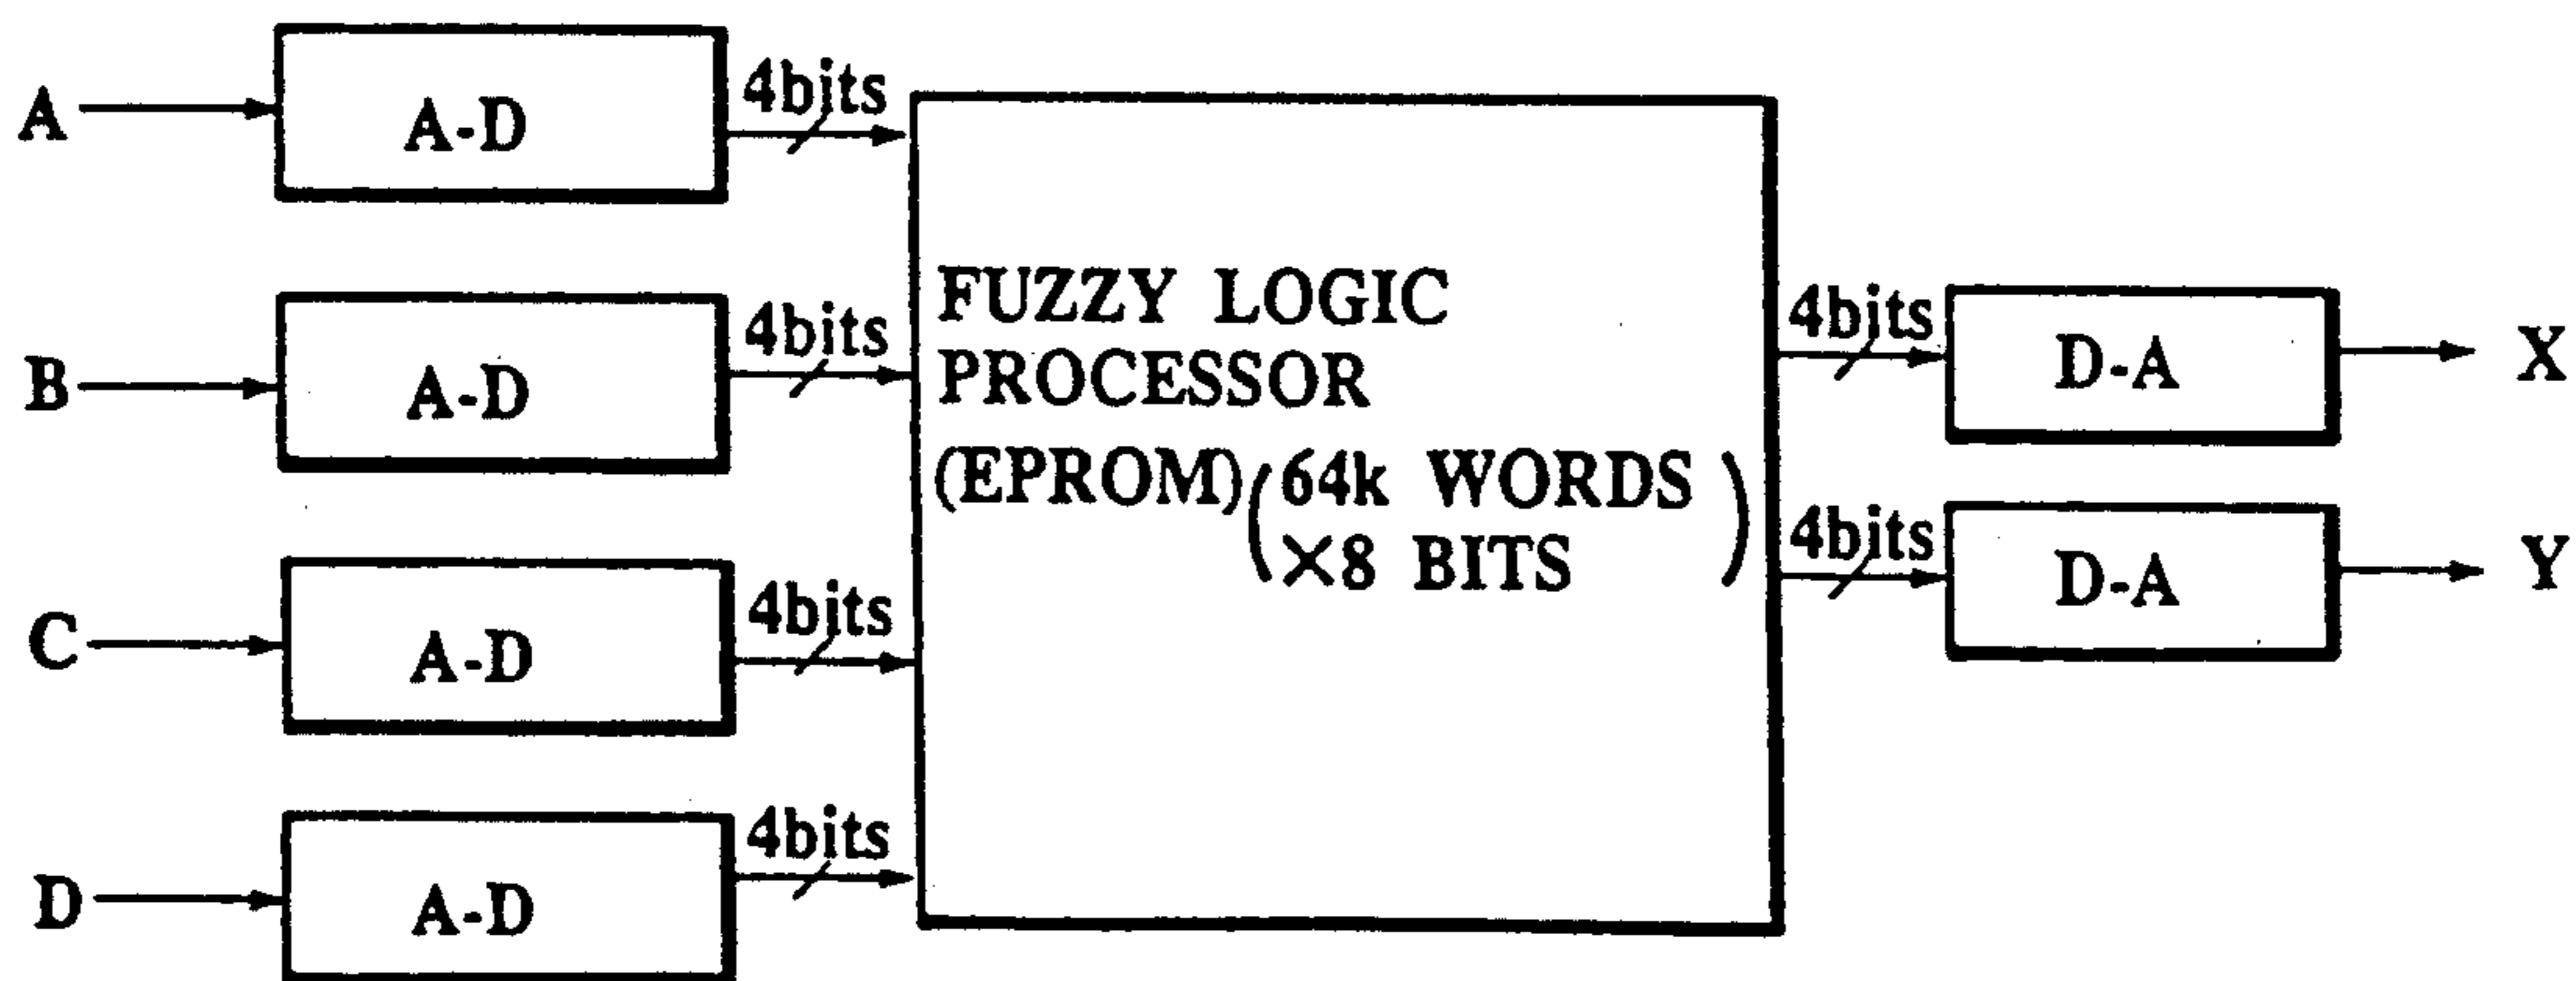 A
A-D
4bits
B
A-D
4bits
C
A-D
4bits
D
A-D
4bits
FUZZY LOGIC
PROCESSOR
(EPROM) (64k WORDS
×8 BITS)
4bits
D-A
X
4bits
D-A
Y